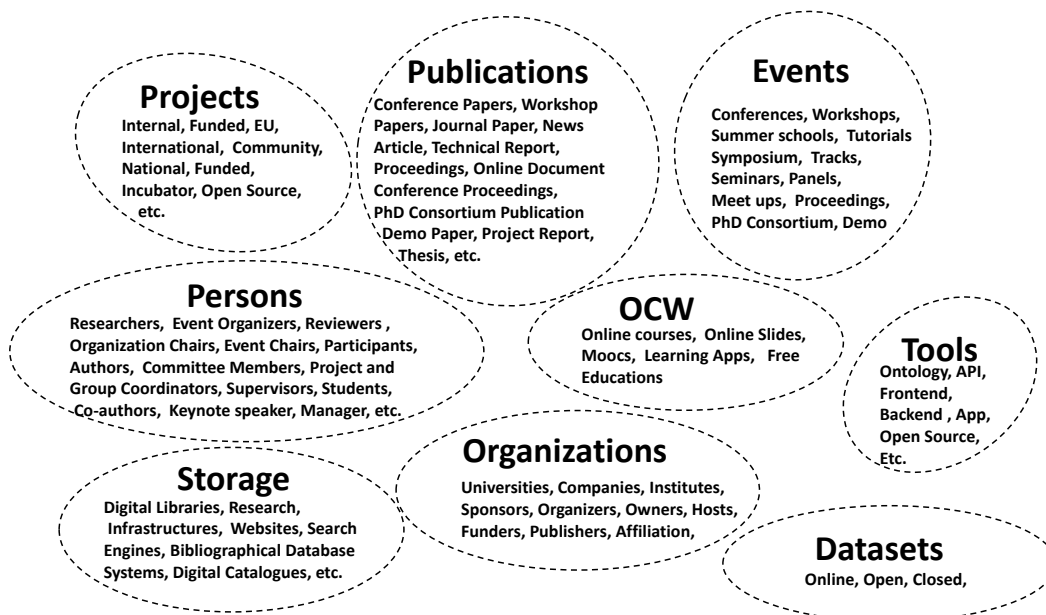 Projects
Internal, Funded, EU,
International, Community,
National, Funded,
Incubator, Open Source,
etc.
Publications
Conference Papers, Workshop
Papers, Journal Paper, News
Article, Technical Report,
Proceedings, Online Document
Conference Proceedings,
PhD Consortium Publication
Demo Paper, Project Report,
Thesis, etc.
Events
Conferences, Workshops,
Summer schools, Tutorials
Symposium, Tracks,
Seminars, Panels,
Meet ups, Proceedings,
PhD Consortium, Demo
Persons
Researchers, Event Organizers, Reviewers ,
Organization Chairs, Event Chairs, Participants,
Authors, Committee Members, Project and
Group Coordinators, Supervisors, Students,
Co-authors, Keynote speaker, Manager, etc.
OCW
Online courses, Online Slides,
Moocs, Learning Apps, Free
Educations
Tools
Ontology, API,
Frontend,
Backend , App,
Open Source,
Etc.
Storage
Digital Libraries, Research,
Infrastructures, Websites, Search
Engines, Bibliographical Database
Systems, Digital Catalogues, etc.
Organizations
Universities, Companies, Institutes,
Sponsors, Organizers, Owners, Hosts,
Funders, Publishers, Affiliation,
Datasets
Online, Open, Closed,